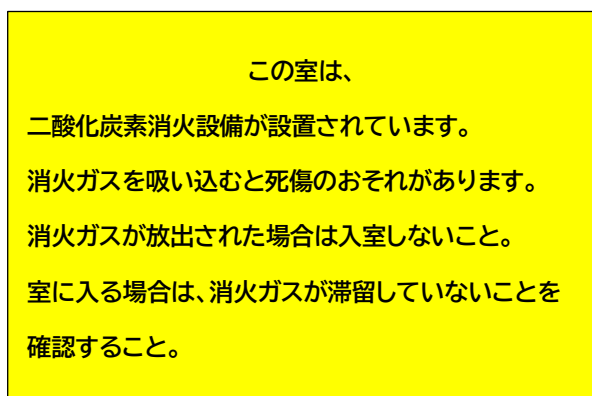 この室は、
二酸化炭素消火設備が設置されています。
消火ガスを吸い込むと死傷のおそれがあります。
消火ガスが放出された場合は入室しないこと。
室に入る場合は、消火ガスが滞留していないことを
確認すること。